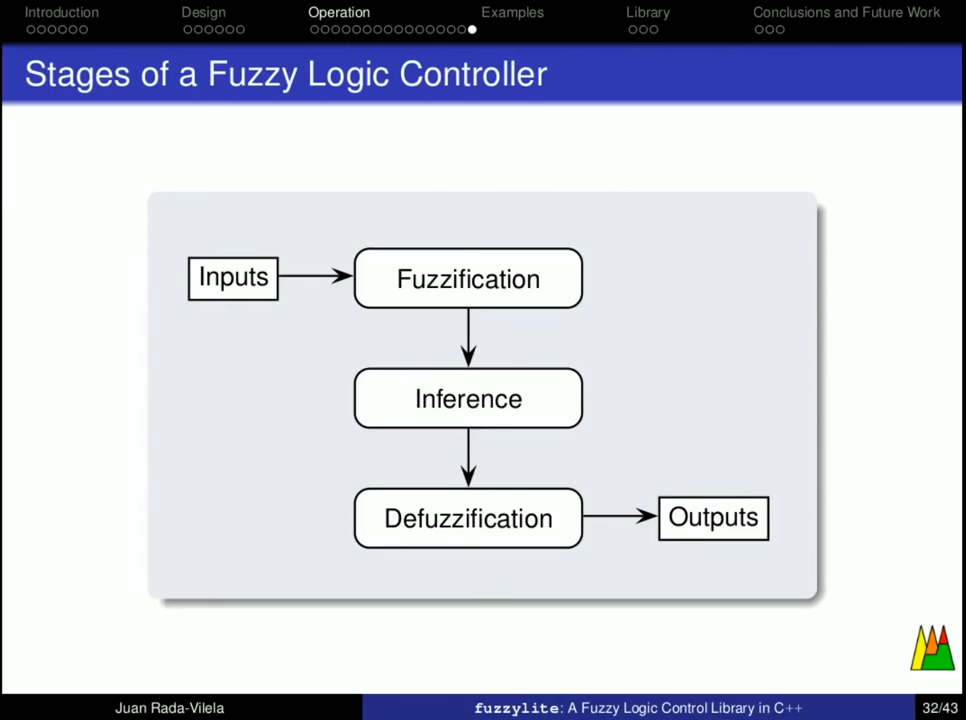 Introduction Design Operation Examples Library Conclusions and Future Work
Stages of a Fuzzy Logic Controller
Inputs
Fuzzification
Inference
Defuzzification
Outputs
Juan Rada-Vilela
fuzzylite: A Fuzzy Logic Control Library in C++
32/43